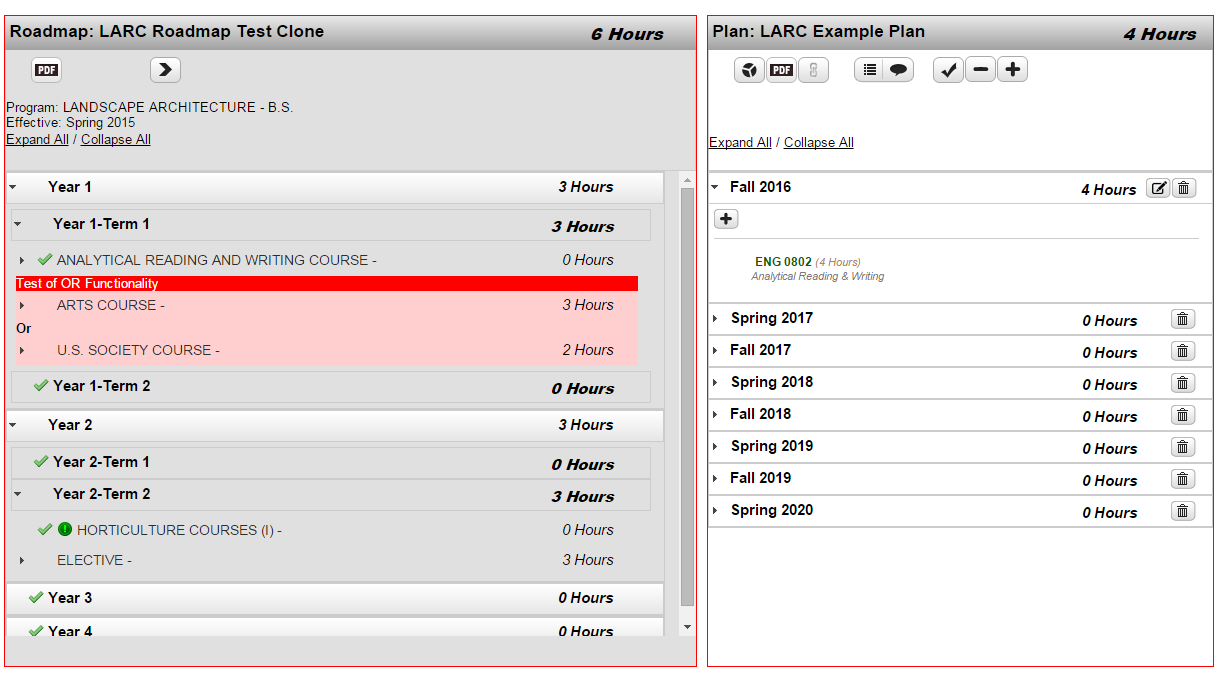 Roadmap: LARC Roadmap Test Clone 6 Hours
PDF
Program: LANDSCAPE ARCHITECTURE - B.S.
Effective: Spring 2015
Expand All / Collapse All
Year 1 3 Hours
Year 1-Term 1 3 Hours
ANALYTICAL READING AND WRITING COURSE - 0 Hours
Test of OR Functionality
ARTS COURSE - 3 Hours
Or
U.S. SOCIETY COURSE - 2 Hours
Year 1-Term 2 0 Hours
Year 2 3 Hours
Year 2-Term 1 0 Hours
Year 2-Term 2 3 Hours
HORTICULTURE COURSES (I) - 0 Hours
ELECTIVE - 3 Hours
Year 3 0 Hours
Year 4 0 Hours
Plan: LARC Example Plan 4 Hours
PDF
Expand All / Collapse All
Fall 2016 4 Hours
ENG 0802 (4 Hours)
Analytical Reading & Writing
Spring 2017 0 Hours
Fall 2017 0 Hours
Spring 2018 0 Hours
Fall 2018 0 Hours
Spring 2019 0 Hours
Fall 2019 0 Hours
Spring 2020 0 Hours